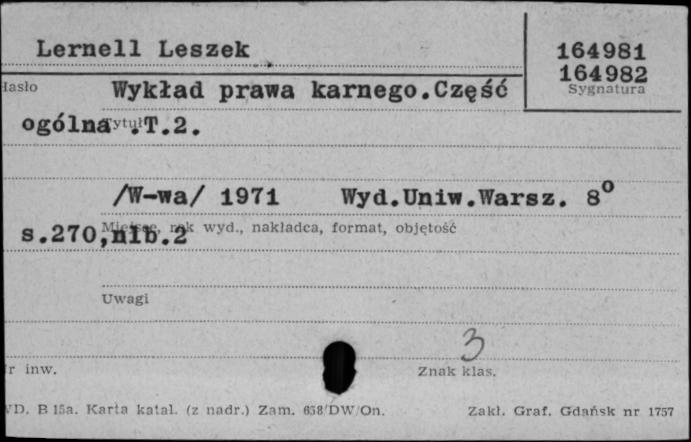 Lernell Leszek
164981
164982
Hasło
Sygnatura
Wykład prawa karnego.Część
ogólna.T.2.
Tytuł
/W-wa/ 1971 Wyd.Uniw.Warsz. 8°
Miejsce, rok wyd., nakładca, format, objętość
s.270,nlb.2
Uwagi
3
r inw.
Znak klas.
VD. B 15a. Karta katal. (z nadr.) Zam. 658/DW/On.
Zakł. Graf. Gdańsk nr 1757